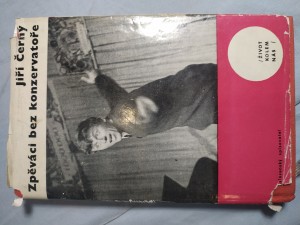 Jiří Černý
Zpěváci bez konzervatoře
/ ŽIVOT
KOLEM
NÁS /